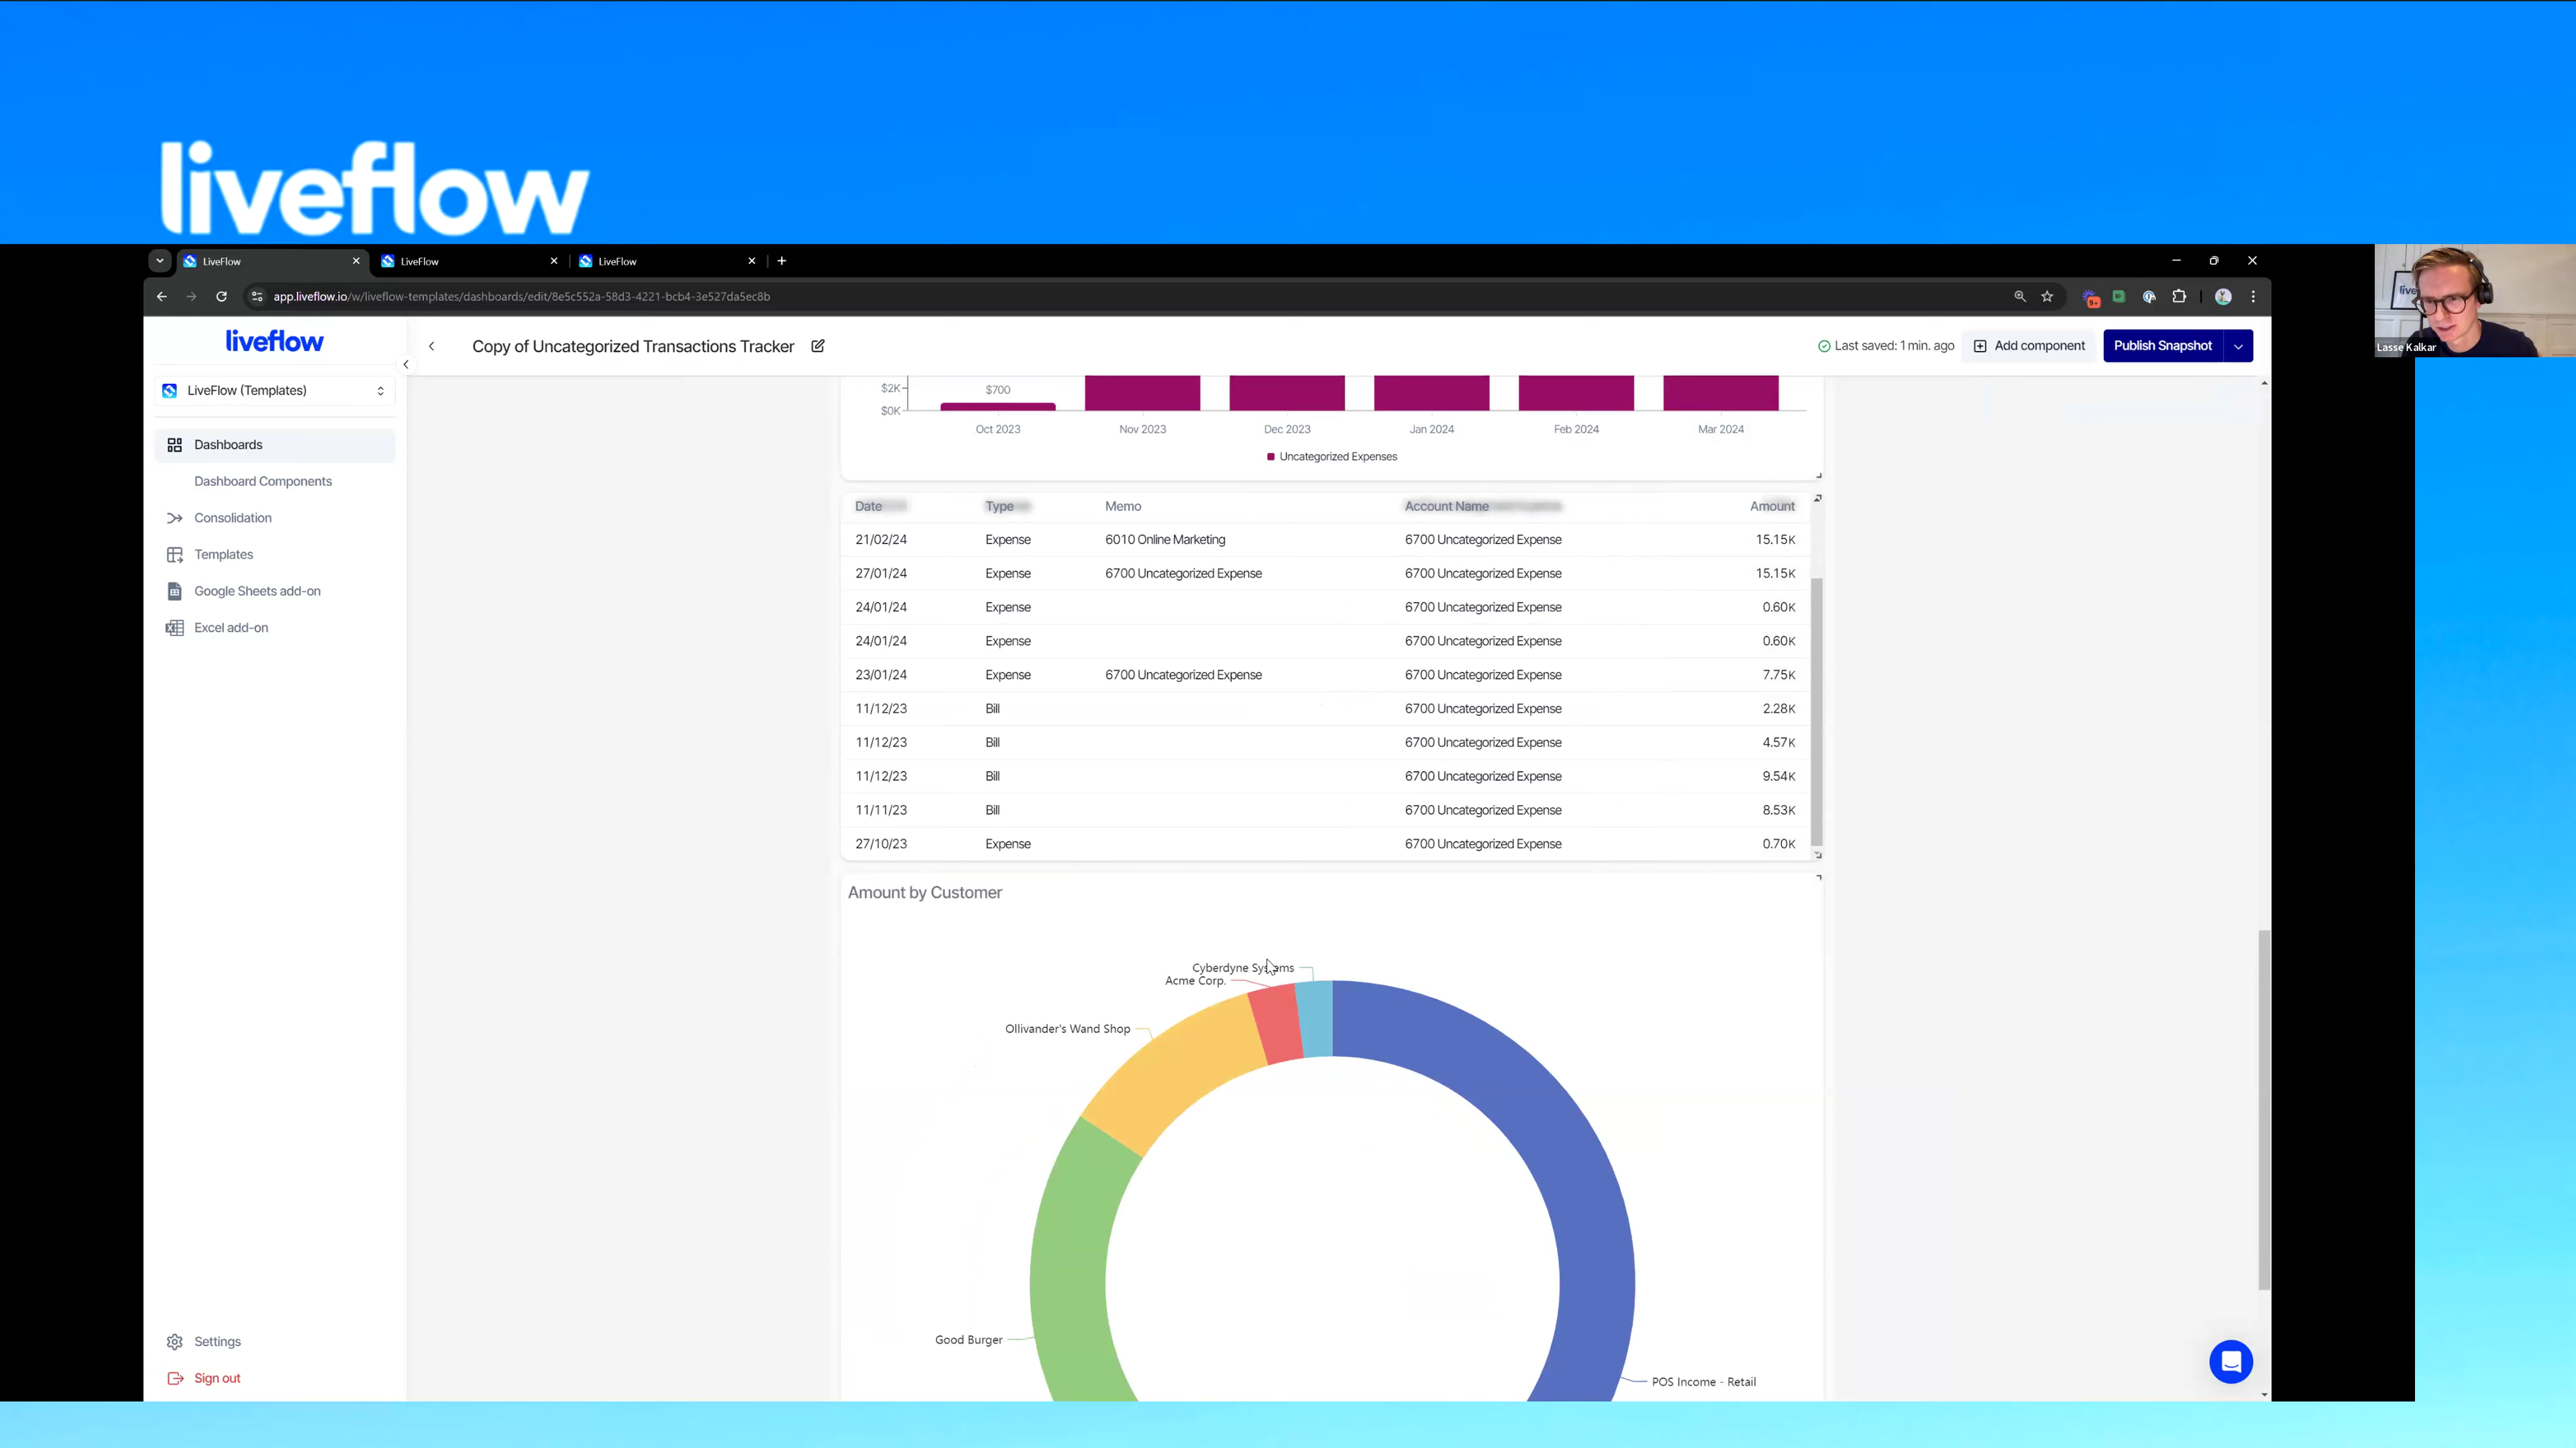 liveflow
LiveFlow
LiveFlow
LiveFlow
app.liveflow.io/w/liveflow-templates/dashboards/edit/8e5c552a-58d3-4221-bcb4-3e527da5ec8b
9+
live
Lasse Kalkar
liveflow
Copy of Uncategorized Transactions Tracker
Last saved: 1 min. ago
Add component
Publish Snapshot
LiveFlow (Templates)
Dashboards
Dashboard Components
Consolidation
Templates
Google Sheets add-on
Excel add-on
Settings
Sign out
$2K
$0K
$700
Oct 2023 Nov 2023 Dec 2023 Jan 2024 Feb 2024 Mar 2024
Uncategorized Expenses
Date Type Memo Account Name Amount
21/02/24 Expense 6010 Online Marketing 6700 Uncategorized Expense 15.15K
27/01/24 Expense 6700 Uncategorized Expense 6700 Uncategorized Expense 15.15K
24/01/24 Expense 6700 Uncategorized Expense 0.60K
24/01/24 Expense 6700 Uncategorized Expense 0.60K
23/01/24 Expense 6700 Uncategorized Expense 6700 Uncategorized Expense 7.75K
11/12/23 Bill 6700 Uncategorized Expense 2.28K
11/12/23 Bill 6700 Uncategorized Expense 4.57K
11/12/23 Bill 6700 Uncategorized Expense 9.54K
11/11/23 Bill 6700 Uncategorized Expense 8.53K
27/10/23 Expense 6700 Uncategorized Expense 0.70K
Amount by Customer
Cyberdyne Systems
Acme Corp.
Ollivander's Wand Shop
Good Burger
POS Income - Retail